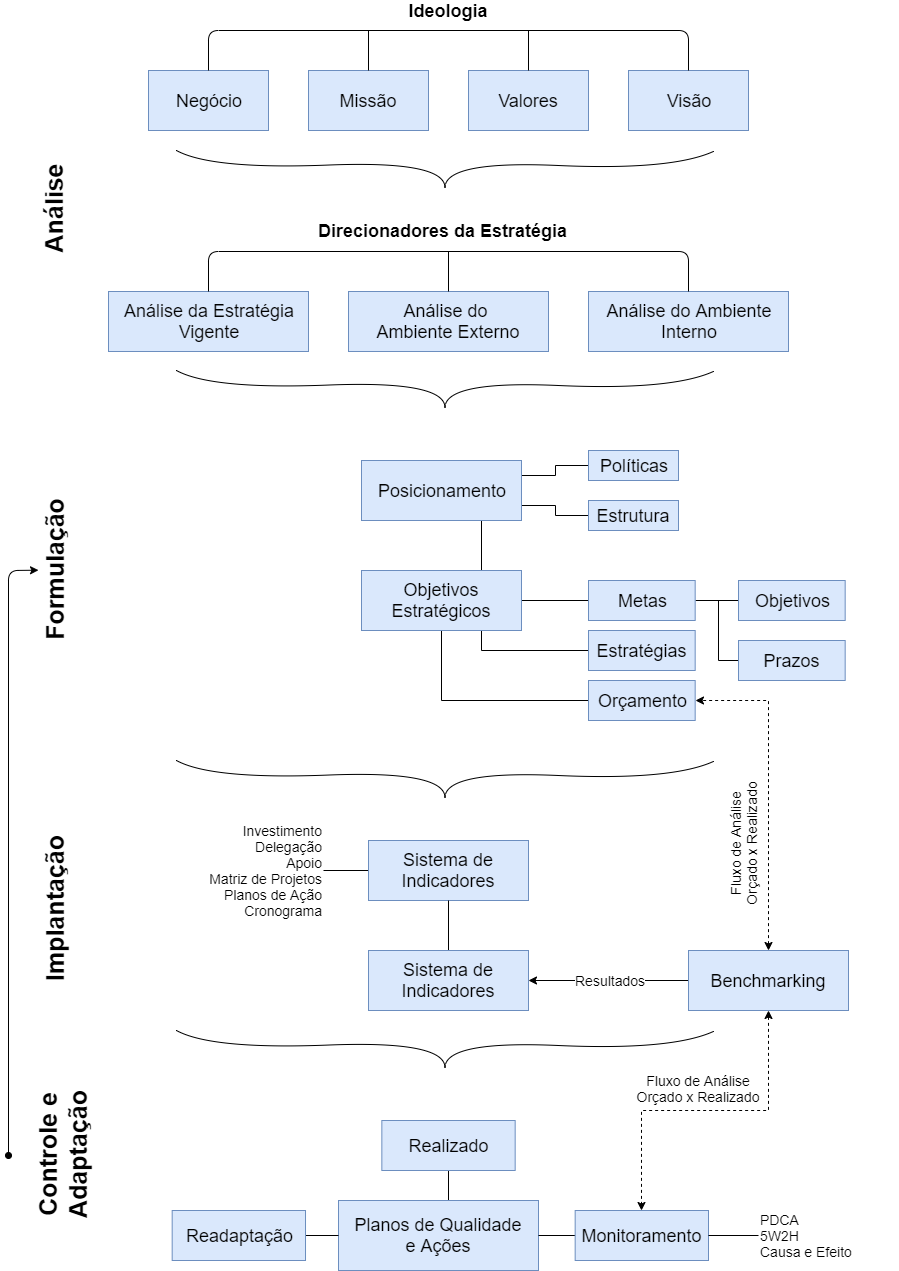 Ideologia
Negócio
Missão
Valores
Visão
Análise
Direcionadores da Estratégia
Análise da Estratégia
Vigente
Análise do
Ambiente Externo
Análise do Ambiente
Interno
Formulação
Posicionamento
Políticas
Estrutura
Objetivos
Estratégicos
Metas
Objetivos
Estratégias
Prazos
Orçamento
Fluxo de Análise
Orçado x Realizado
Implantação
Investimento
Delegação
Apoio
Matriz de Projetos
Planos de Ação
Cronograma
Sistema de
Indicadores
Sistema de
Indicadores
Resultados
Benchmarking
Controle e
Adaptação
Fluxo de Análise
Orçado x Realizado
Realizado
Readaptação
Planos de Qualidade
e Ações
Monitoramento
PDCA
5W2H
Causa e Efeito